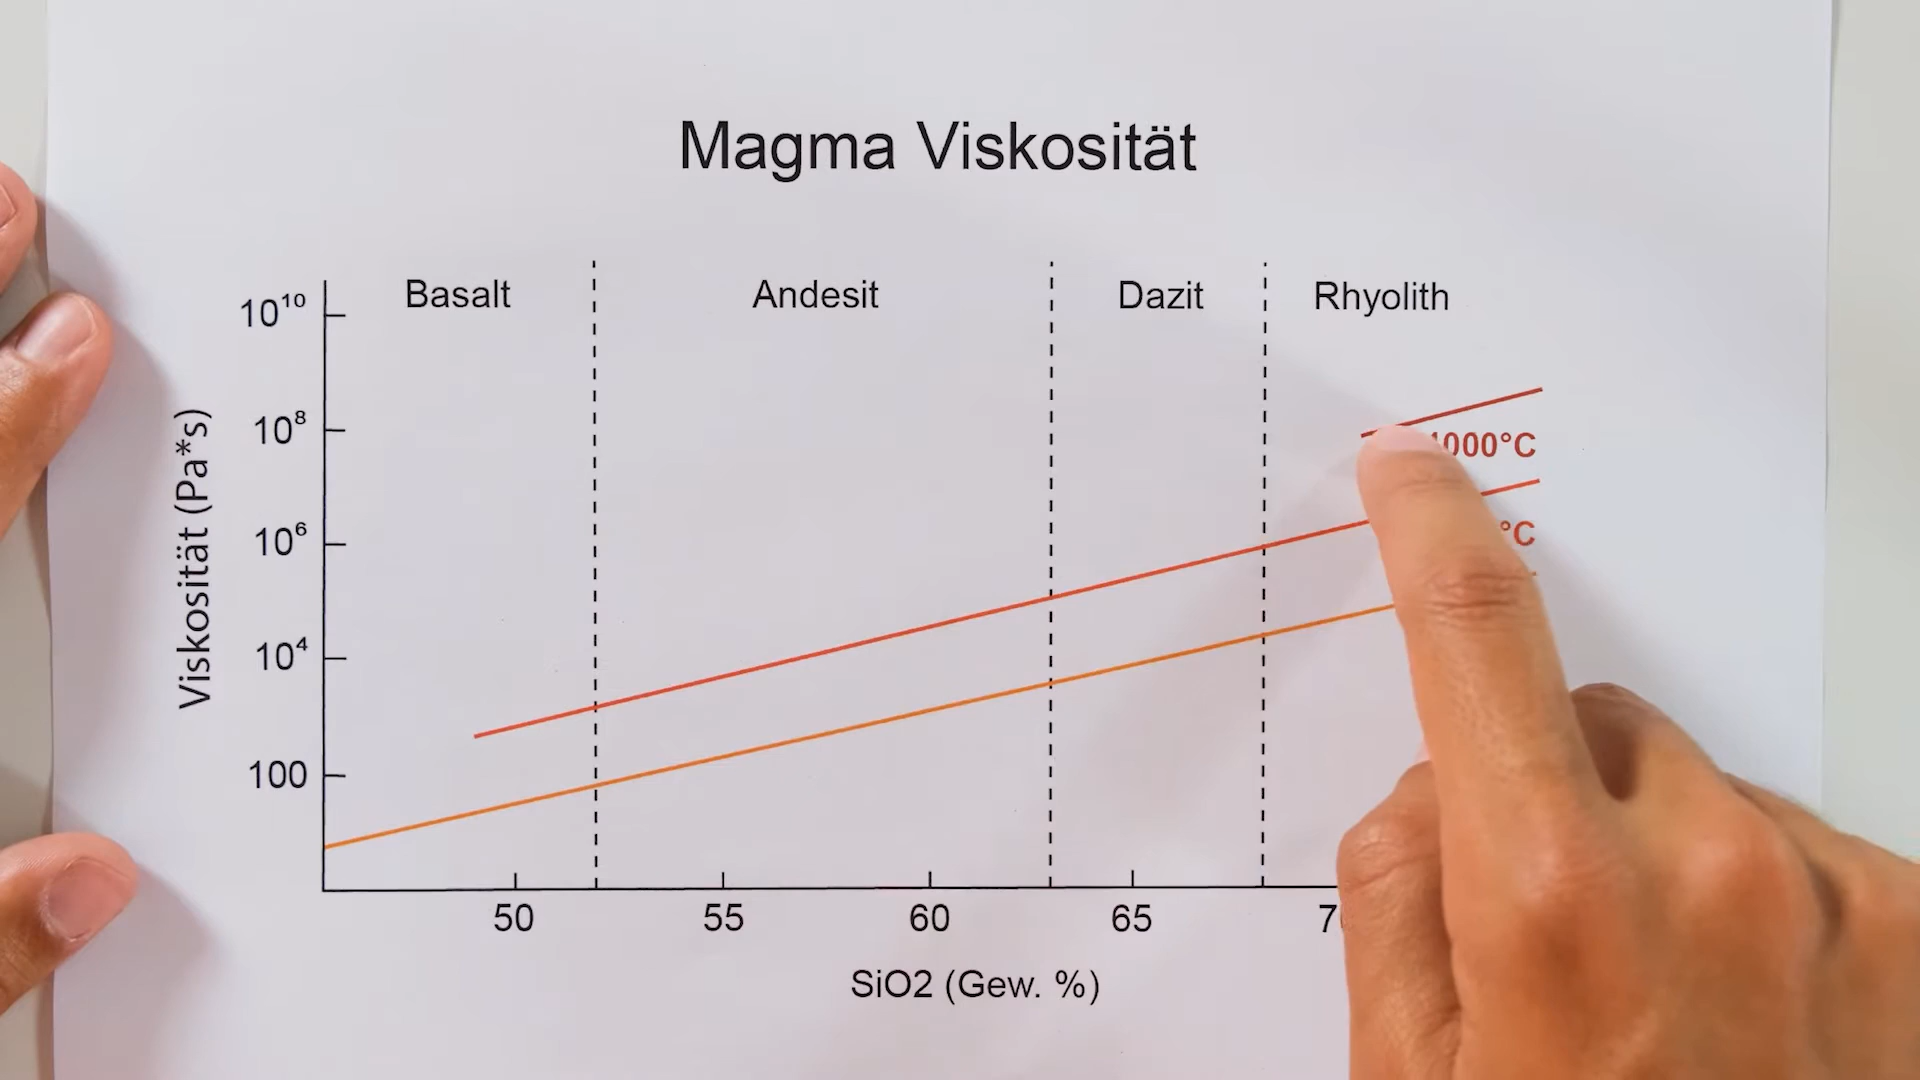 Magma Viskosität
Basalt Andesit Dazit Rhyolith
10¹⁰
10⁸
10⁶
10⁴
100
Viskosität (Pa*s)
1000°C
°C
50 55 60 65
SiO2 (Gew. %)